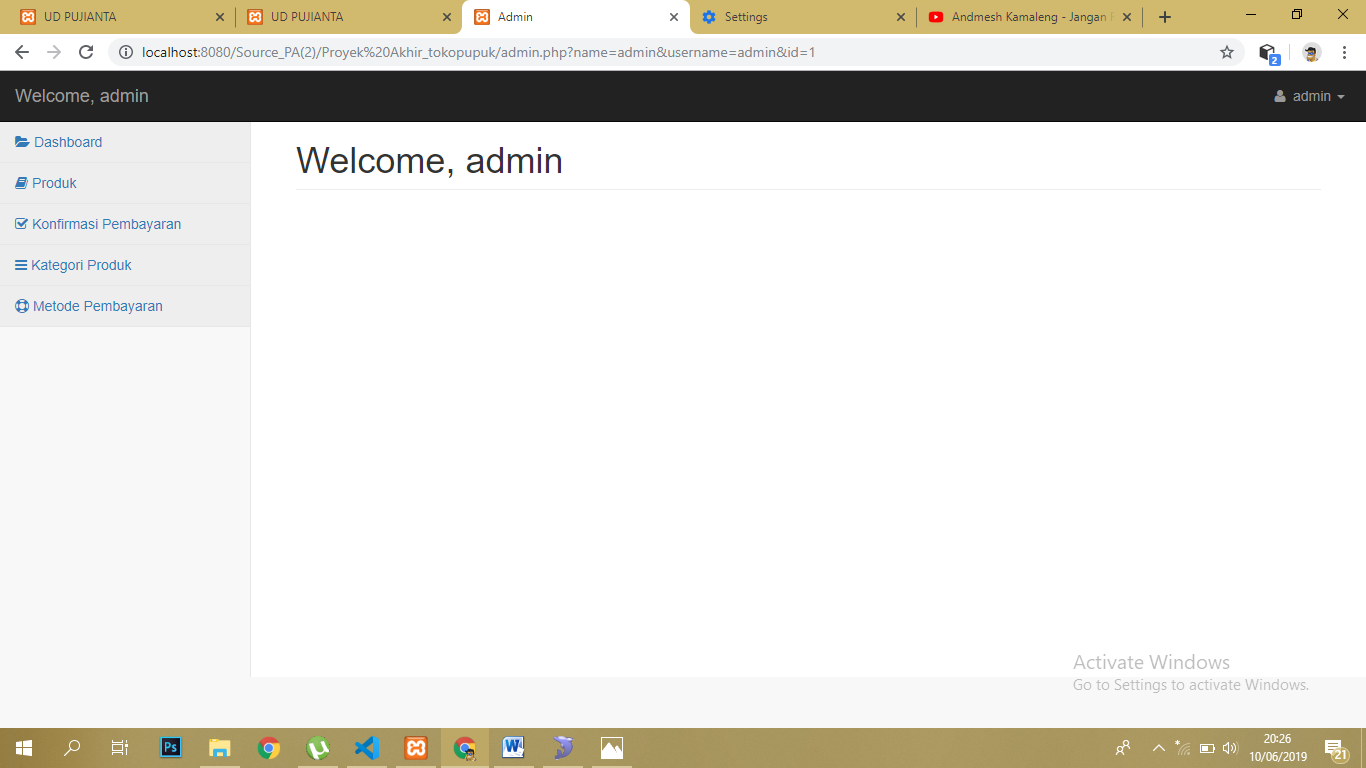 UD PUJIANTA
UD PUJIANTA
Admin
Settings
Andmesh Kamaleng - Jangan
localhost:8080/Source_PA(2)/Proyek%20Akhir_tokopupuk/admin.php?name=admin&username=admin&id=1
2
Welcome, admin
admin
Dashboard
Produk
Konfirmasi Pembayaran
Kategori Produk
Metode Pembayaran
Welcome, admin
Activate Windows
Go to Settings to activate Windows.
Ps
W
20:26
10/06/2019
21